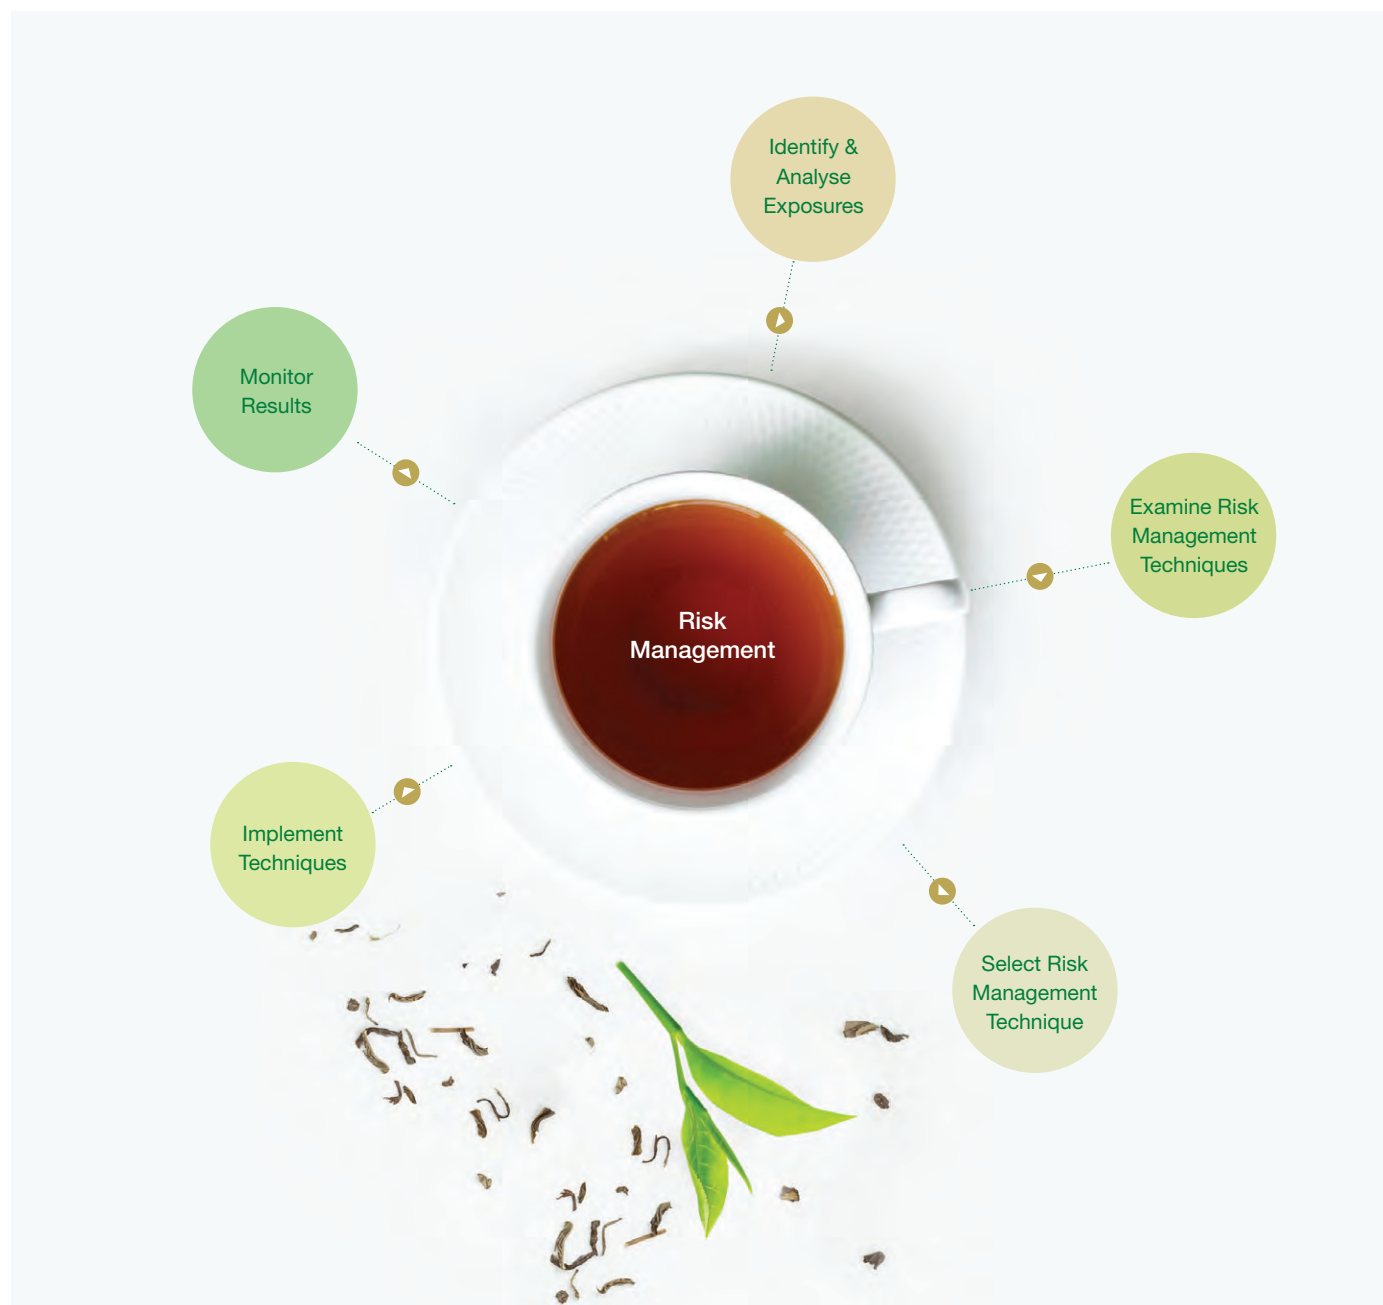 Identify &
Analyse
Exposures
Monitor
Results
Examine Risk
Management
Techniques
Risk
Management
Implement
Techniques
Select Risk
Management
Technique